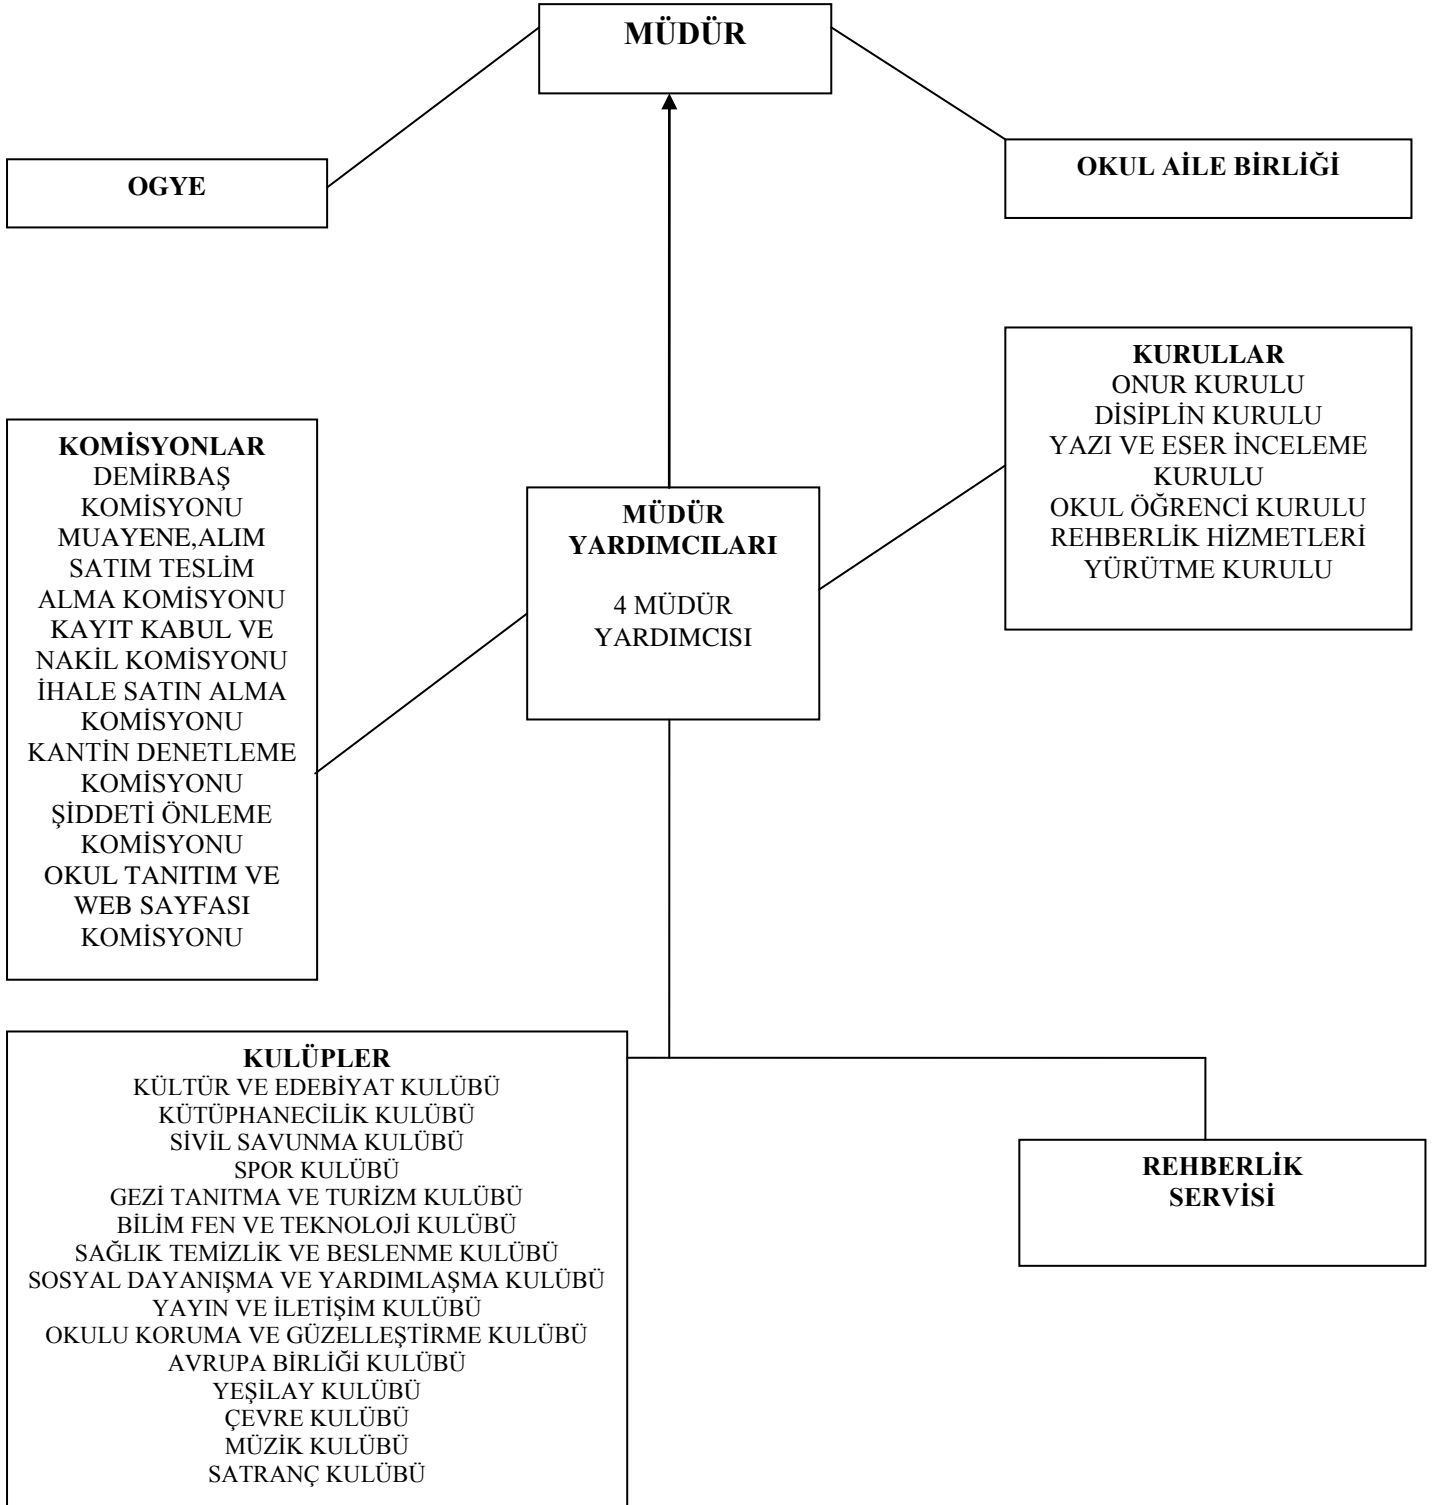 MÜDÜR
OGYE
OKUL AİLE BİRLİĞİ
KURULLAR
ONUR KURULU
DİSİPLİN KURULU
YAZI VE ESER İNCELEME
KURULU
OKUL ÖĞRENCİ KURULU
REHBERLİK HİZMETLERİ
YÜRÜTME KURULU
KOMİSYONLAR
DEMİRBAŞ
KOMİSYONU
MUAYENE,ALIM
SATIM TESLİM
ALMA KOMİSYONU
KAYIT KABUL VE
NAKİL KOMİSYONU
İHALE SATIN ALMA
KOMİSYONU
KANTİN DENETLEME
KOMİSYONU
ŞİDDETİ ÖNLEME
KOMİSYONU
OKUL TANITIM VE
WEB SAYFASI
KOMİSYONU
MÜDÜR
YARDIMCILARI
4 MÜDÜR
YARDIMCISI
KULÜPLER
KÜLTÜR VE EDEBİYAT KULÜBÜ
KÜTÜPHANECİLİK KULÜBÜ
SİVİL SAVUNMA KULÜBÜ
SPOR KULÜBÜ
GEZİ TANITMA VE TURİZM KULÜBÜ
BİLİM FEN VE TEKNOLOJİ KULÜBÜ
SAĞLIK TEMİZLİK VE BESLENME KULÜBÜ
SOSYAL DAYANIŞMA VE YARDIMLAŞMA KULÜBÜ
YAYIN VE İLETİŞİM KULÜBÜ
OKULU KORUMA VE GÜZELLEŞTİRME KULÜBÜ
AVRUPA BİRLİĞİ KULÜBÜ
YEŞİLAY KULÜBÜ
ÇEVRE KULÜBÜ
MÜZİK KULÜBÜ
SATRANÇ KULÜBÜ
REHBERLİK
SERVİSİ